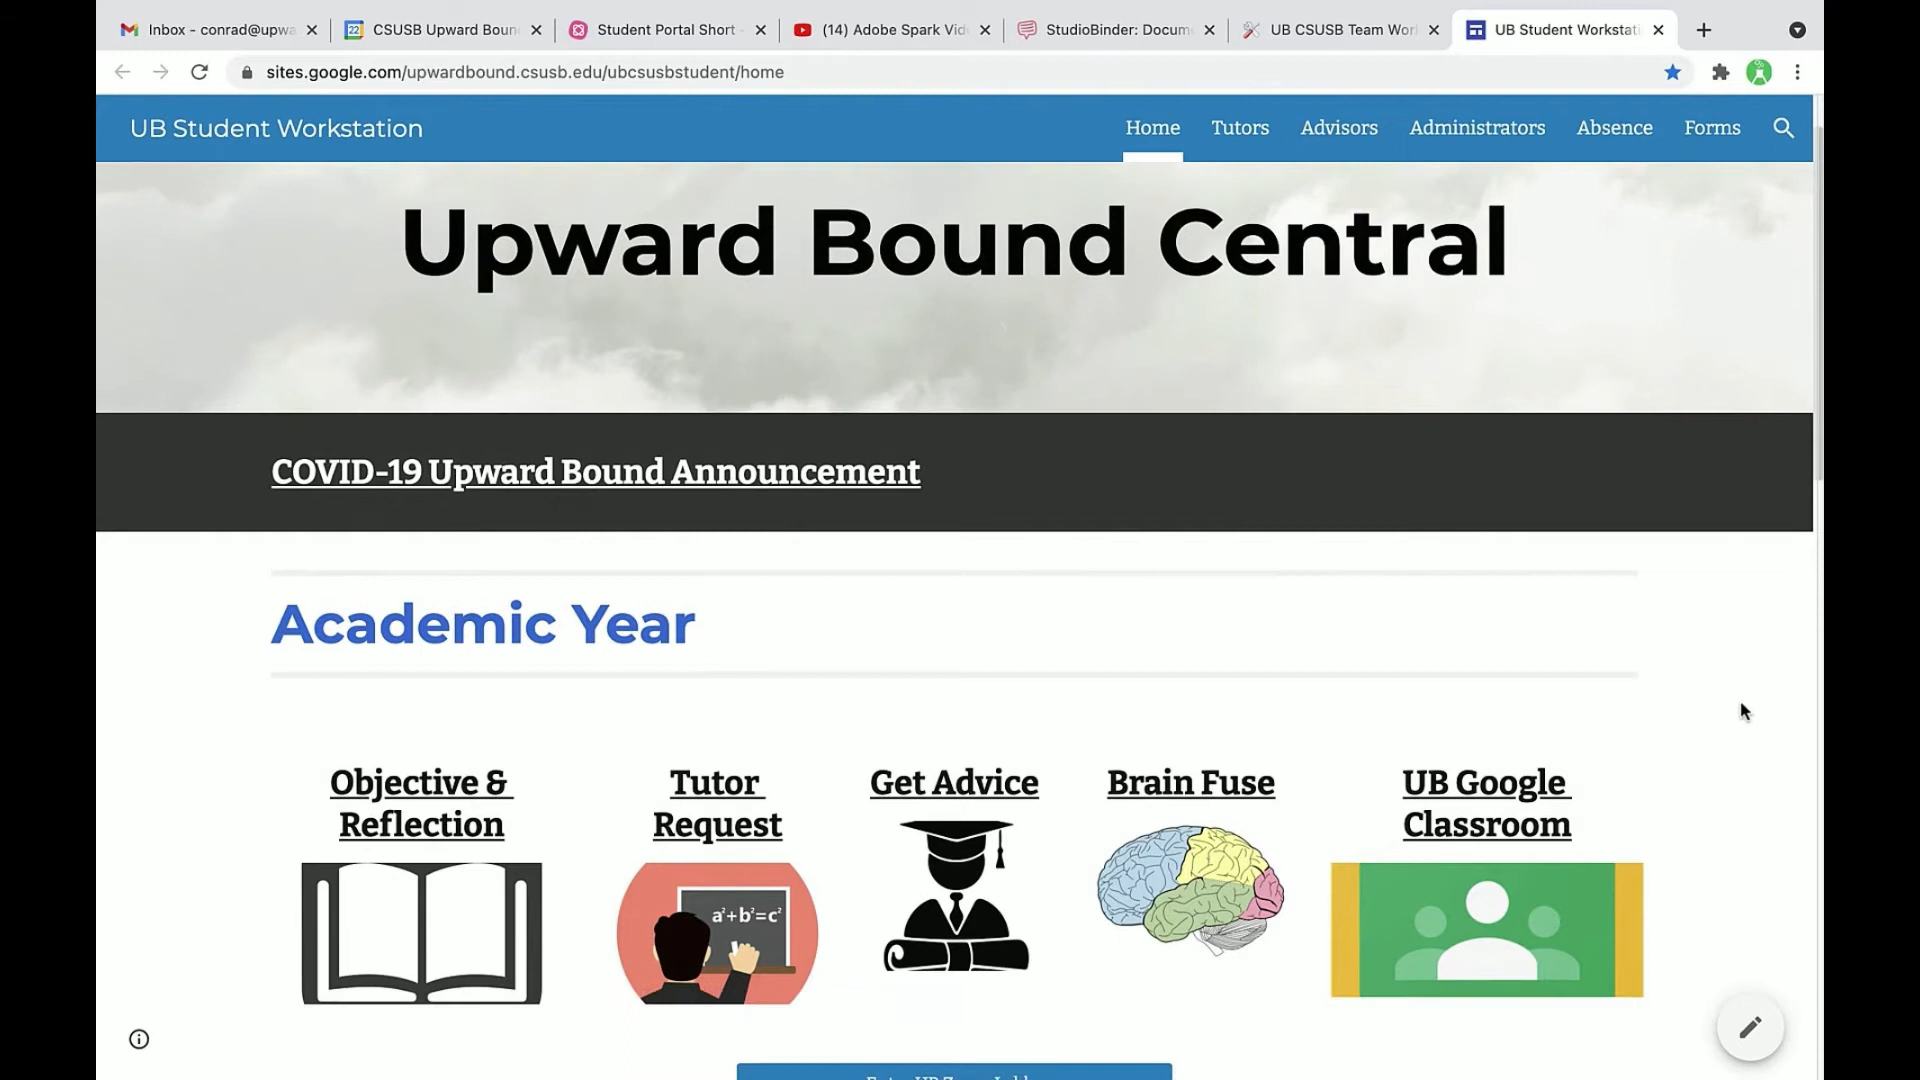 Inbox - conrad@upwa
CSUSB Upward Boun
Student Portal Short -
(14) Adobe Spark Vid
StudioBinder: Docum
UB CSUSB Team Wor
UB Student Workstati
sites.google.com/upwardbound.csusb.edu/ubcsusbstudent/home
UB Student Workstation
Home
Tutors
Advisors
Administrators
Absence
Forms
Upward Bound Central
COVID-19 Upward Bound Announcement
Academic Year
Objective &
Reflection
Tutor
Request
Get Advice
Brain Fuse
UB Google
Classroom
a²+b²=c²